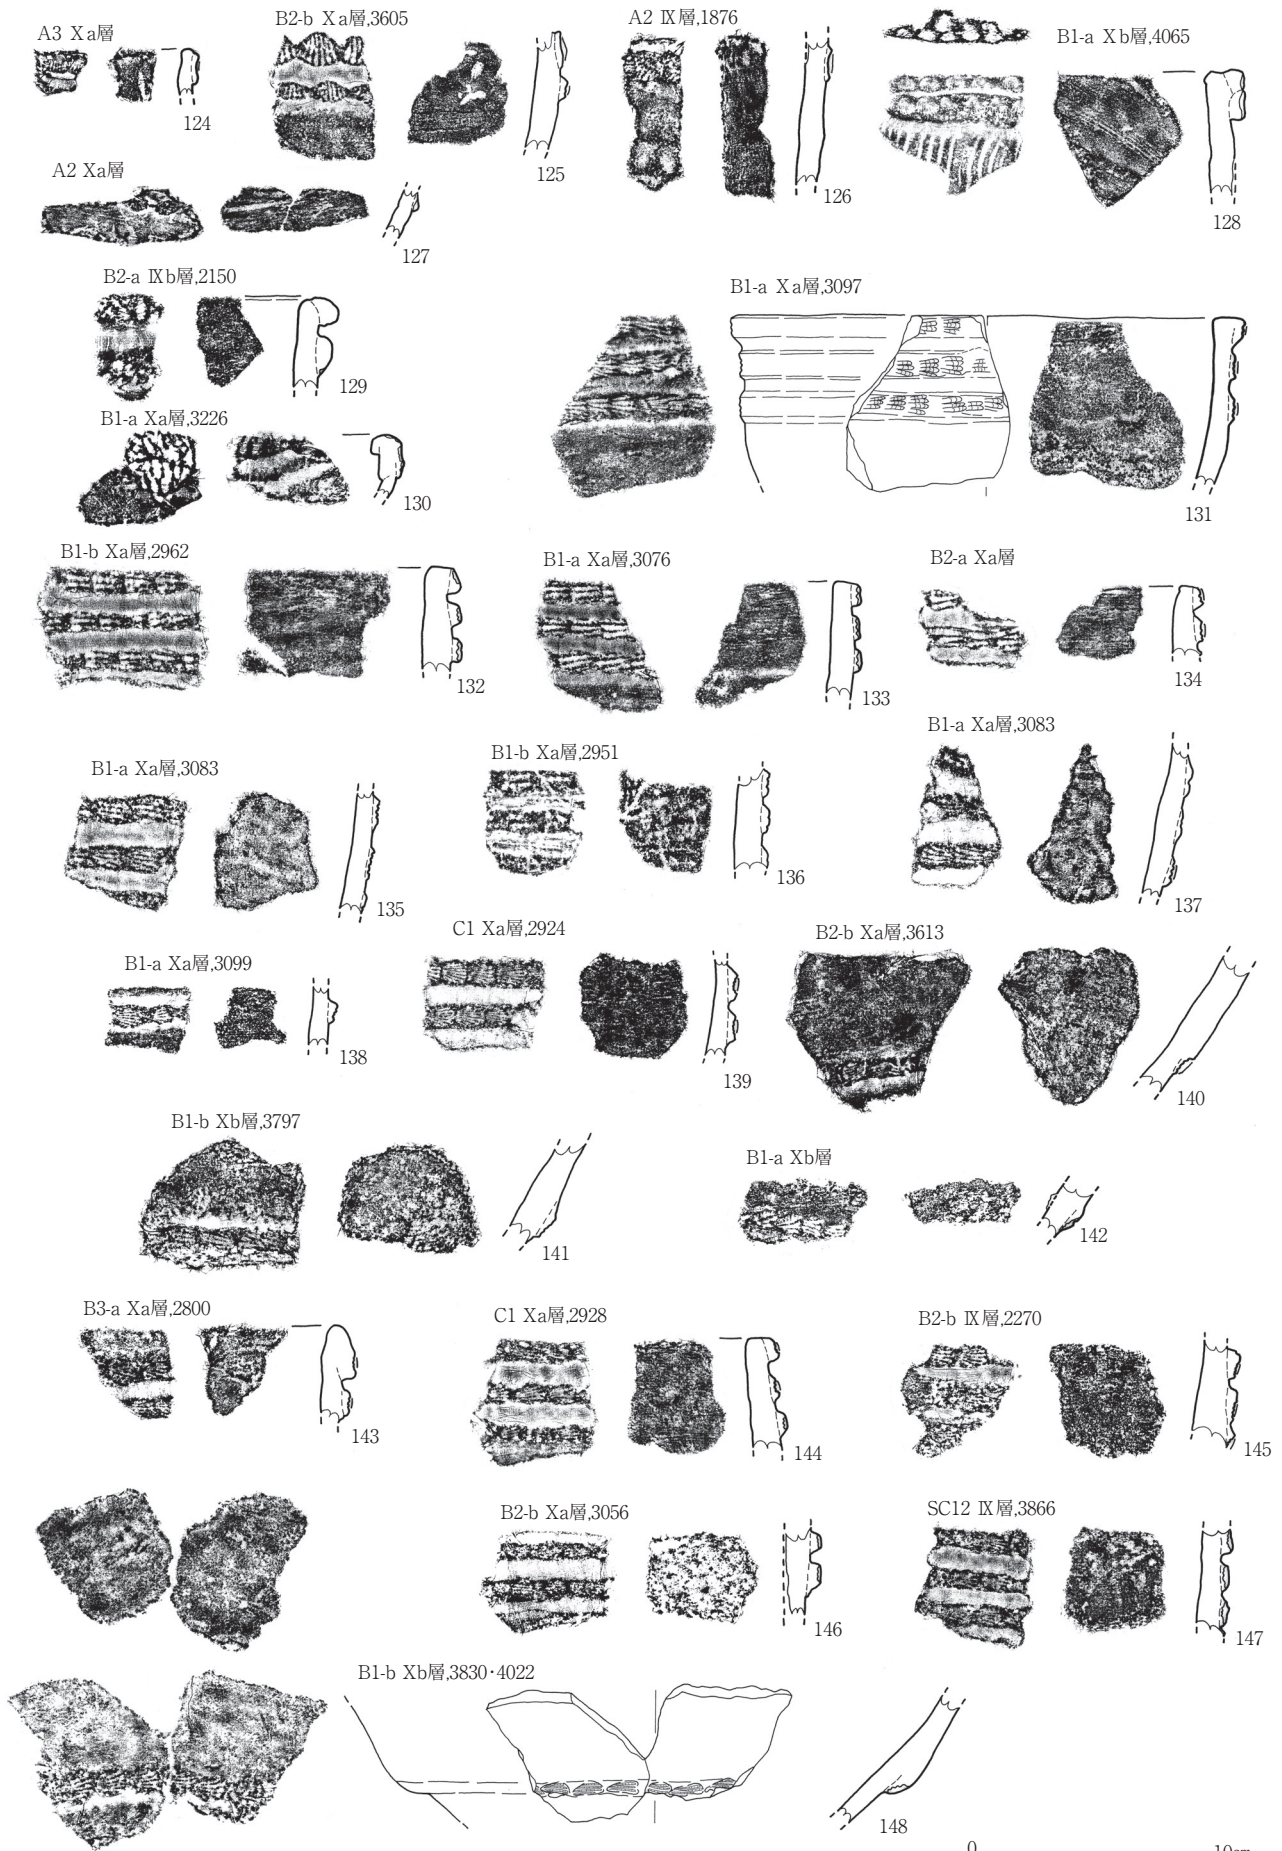 A3 Ⅹa層
124
B2-b Ⅹa層,3605
125
A2 Ⅸ層,1876
126
B1-a Ⅹb層,4065
128
A2 Ⅹa層
127
B2-a Ⅸb層,2150
129
B1-a Ⅹa層,3097
131
B1-a Ⅹa層,3226
130
B1-b Ⅹa層,2962
132
B1-a Ⅹa層,3076
133
B2-a Ⅹa層
134
B1-a Ⅹa層,3083
135
B1-b Ⅹa層,2951
136
B1-a Ⅹa層,3083
137
B1-a Ⅹa層,3099
138
C1 Ⅹa層,2924
139
B2-b Ⅹa層,3613
140
B1-b Ⅹb層,3797
141
B1-a Ⅹb層
142
B3-a Ⅹa層,2800
143
C1 Ⅹa層,2928
144
B2-b Ⅸ層,2270
145
B2-b Ⅹa層,3056
146
SC12 Ⅸ層,3866
147
B1-b Ⅹb層,3830･4022
148
0 10cm